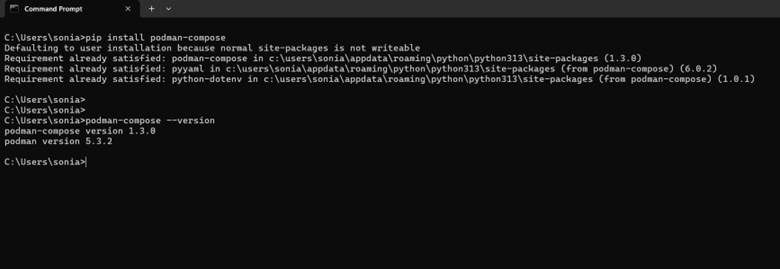 Command Prompt
C:\Users\sonia>pip install podman-compose
Defaulting to user installation because normal site-packages is not writeable
Requirement already satisfied: podman-compose in c:\users\sonia\appdata\roaming\python\python313\site-packages (1.3.0)
Requirement already satisfied: pyyaml in c:\users\sonia\appdata\roaming\python\python313\site-packages (from podman-compose) (6.0.2)
Requirement already satisfied: python-dotenv in c:\users\sonia\appdata\roaming\python\python313\site-packages (from podman-compose) (1.0.1)
C:\Users\sonia>
C:\Users\sonia>
C:\Users\sonia>podman-compose --version
podman-compose version 1.3.0
podman version 5.3.2
C:\Users\sonia>